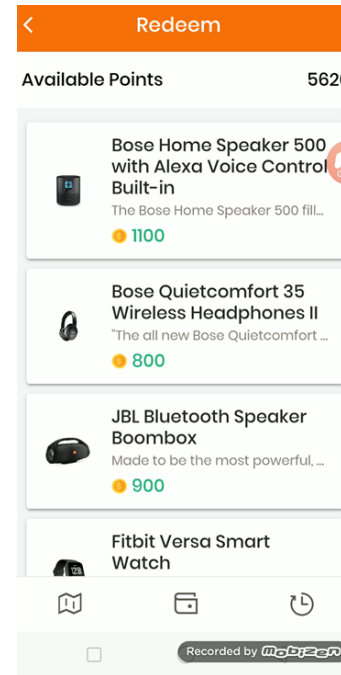 Redeem
Available Points 562
Bose Home Speaker 500
with Alexa Voice Control
Built-in
The Bose Home Speaker 500 fill...
1100
Bose Quietcomfort 35
Wireless Headphones II
"The all new Bose Quietcomfort ...
800
JBL Bluetooth Speaker
Boombox
Made to be the most powerful, ...
900
Fitbit Versa Smart
Watch
Recorded by mobizen